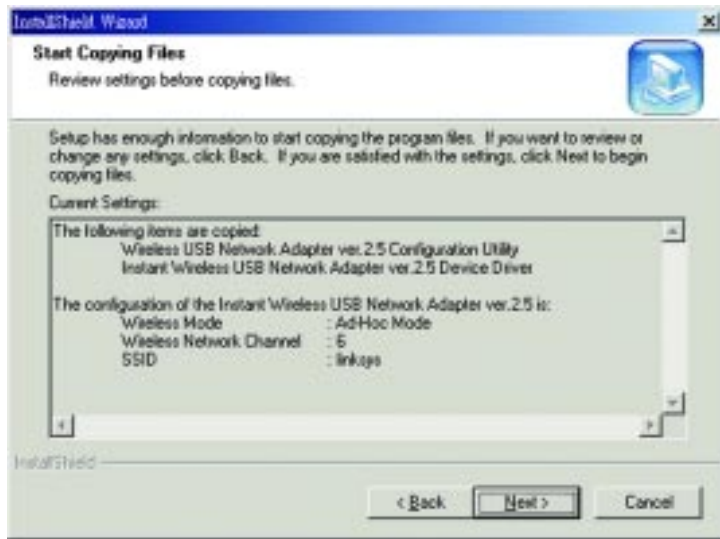 InstallShield Wizard
Start Copying Files
Review settings before copying files.
Setup has enough information to start copying the program files. If you want to review or
change any settings, click Back. If you are satisfied with the settings, click Next to begin
copying files.
Current Settings:
The following items are copied:
Wireless USB Network Adapter ver.2.5 Configuration Utility
Instant Wireless USB Network Adapter ver.2.5 Device Driver
The configuration of the Instant Wireless USB Network Adapter ver.2.5 is:
Wireless Mode : Ad-Hoc Mode
Wireless Network Channel : 6
SSID : linksys
InstallShield
< Back Next > Cancel